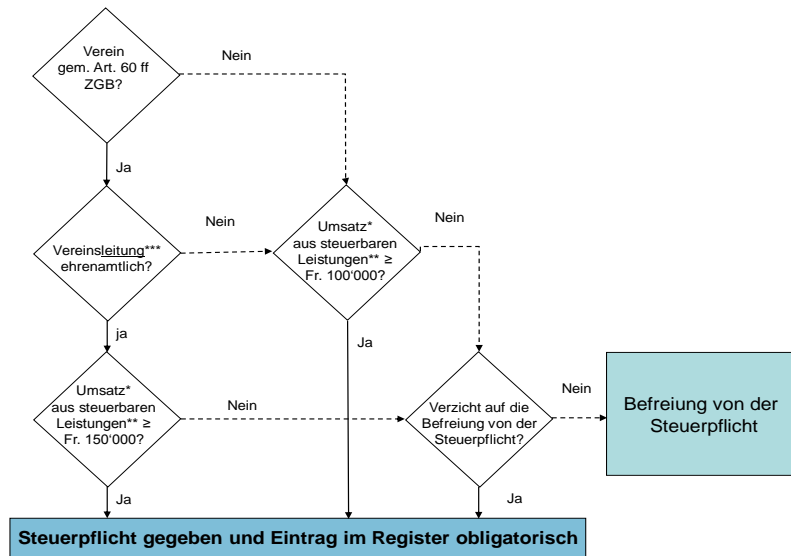 Verein
gem. Art. 60 ff
ZGB?
Nein
Ja
Vereinsleitung***
ehrenamtlich?
Nein
Umsatz*
aus steuerbaren
Leistungen** ≥
Fr. 100‘000?
Nein
ja
Ja
Umsatz*
aus steuerbaren
Leistungen** ≥
Fr. 150‘000?
Nein
Verzicht auf die
Befreiung von der
Steuerpflicht?
Nein
Befreiung von der
Steuerpflicht
Ja
Ja
Steuerpflicht gegeben und Eintrag im Register obligatorisch